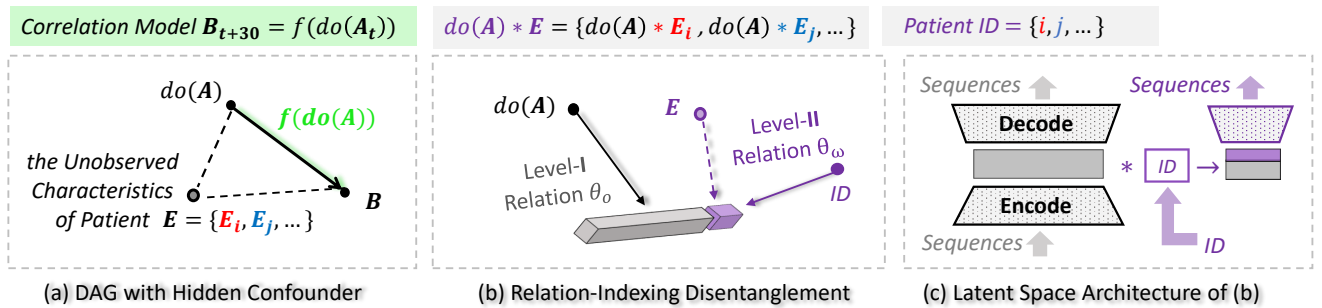 Correlation Model B_{t+30} = f(do(A_t))
do(A) * E = {do(A) * E_i , do(A) * E_j, … }
Patient ID = {i, j, … }
do(A)
f(do(A))
the Unobserved
Characteristics
of Patient E = {E_i, E_j, … }
B
do(A)
E
Level-I
Relation θ_o
Level-II
Relation θ_ω
ID
Sequences
Sequences
Decode
* ID →
Encode
Sequences
ID
(a) DAG with Hidden Confounder
(b) Relation-Indexing Disentanglement
(c) Latent Space Architecture of (b)